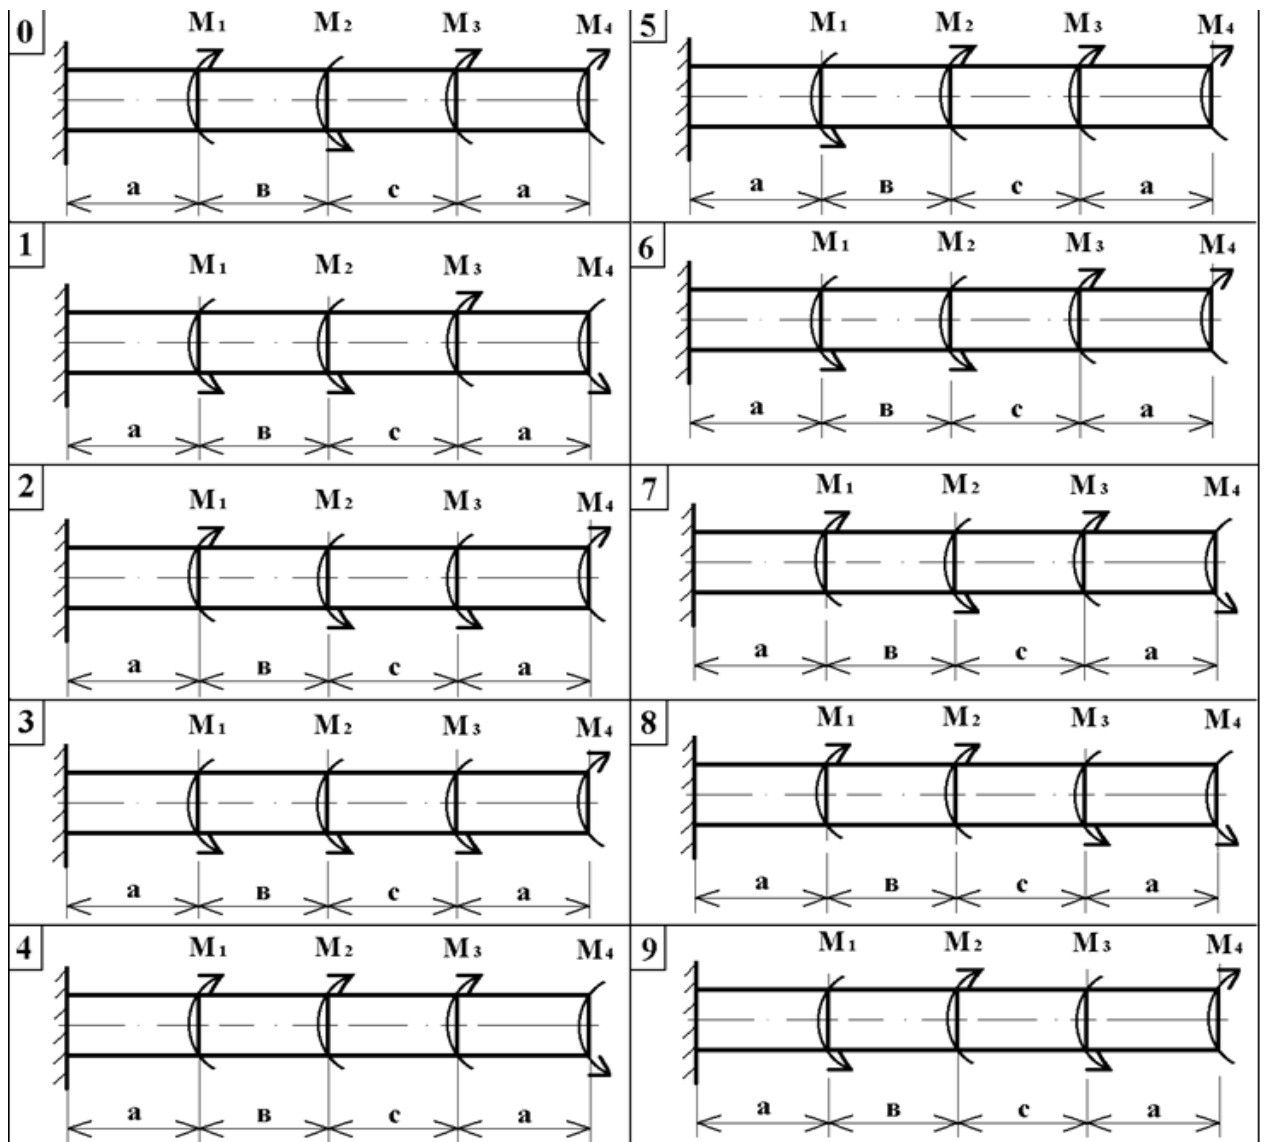 0 M1 M2 M3 M4
а в с а
5 M1 M2 M3 M4
а в с а
1 M1 M2 M3 M4
а в с а
6 M1 M2 M3 M4
а в с а
2 M1 M2 M3 M4
а в с а
7 M1 M2 M3 M4
а в с а
3 M1 M2 M3 M4
а в с а
8 M1 M2 M3 M4
а в с а
4 M1 M2 M3 M4
а в с а
9 M1 M2 M3 M4
а в с а